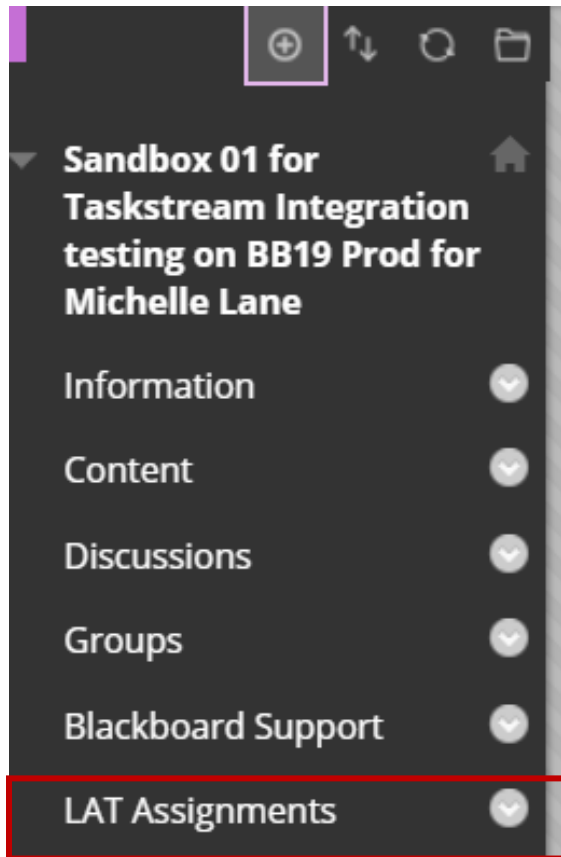 Sandbox 01 for
Taskstream Integration
testing on BB19 Prod for
Michelle Lane
Information
Content
Discussions
Groups
Blackboard Support
LAT Assignments